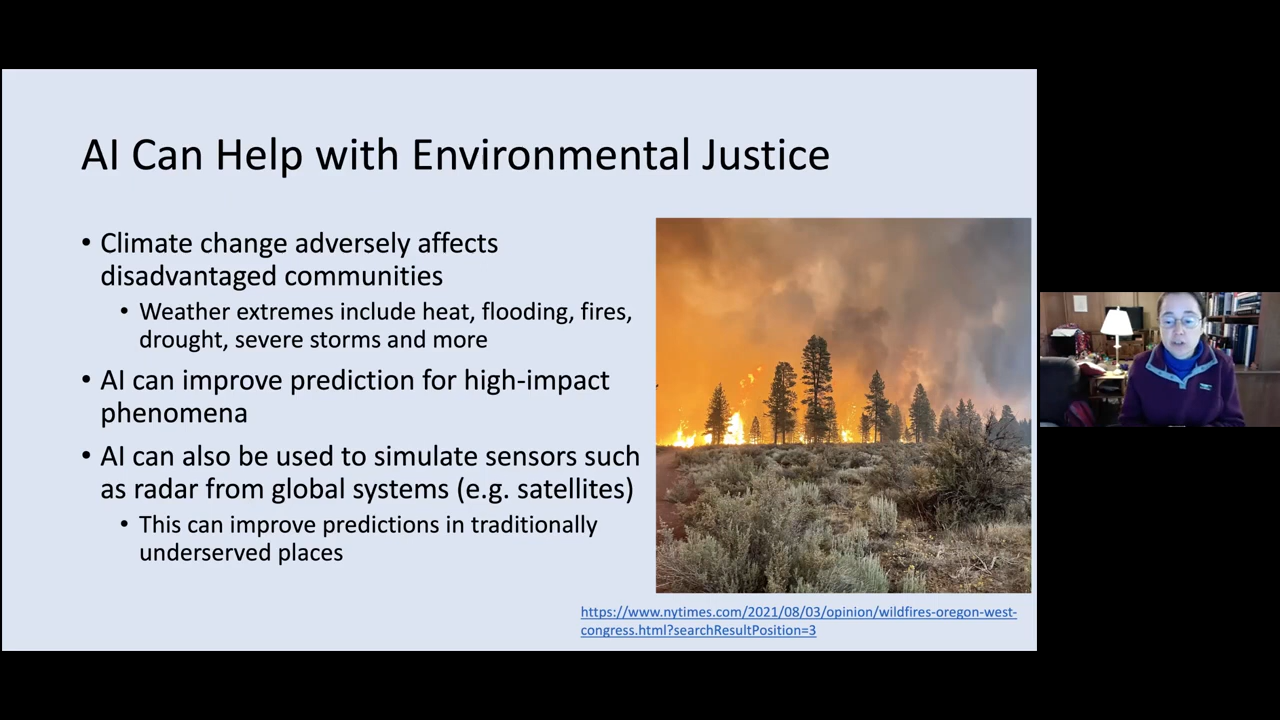 AI Can Help with Environmental Justice
• Climate change adversely affects
disadvantaged communities
• Weather extremes include heat, flooding, fires,
drought, severe storms and more
• AI can improve prediction for high-impact
phenomena
• AI can also be used to simulate sensors such
as radar from global systems (e.g. satellites)
• This can improve predictions in traditionally
underserved places
https://www.nytimes.com/2021/08/03/opinion/wildfires-oregon-west-
congress.html?searchResultPosition=3